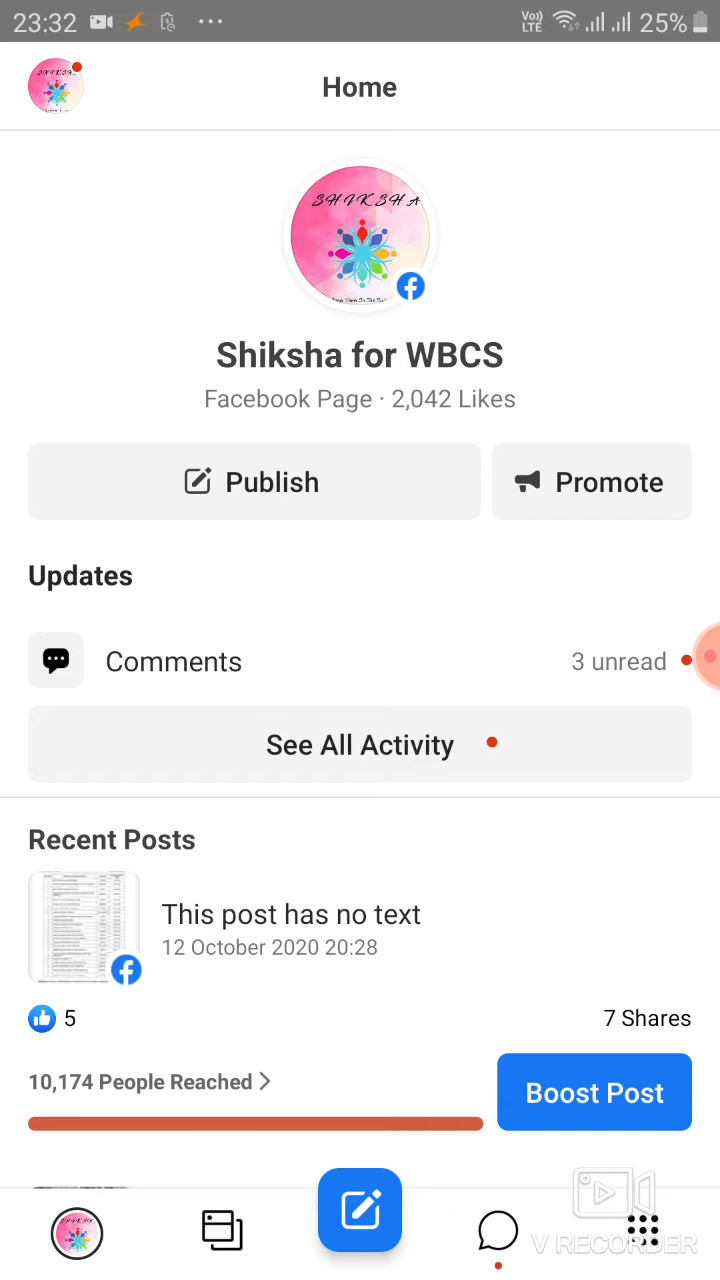 23:32
Vo)) LTE
25%
Home
SHIKSHA
Shiksha for WBCS
Facebook Page · 2,042 Likes
Publish
Promote
Updates
Comments
3 unread
See All Activity
Recent Posts
This post has no text
12 October 2020 20:28
5
7 Shares
10,174 People Reached
Boost Post
V RECORDER